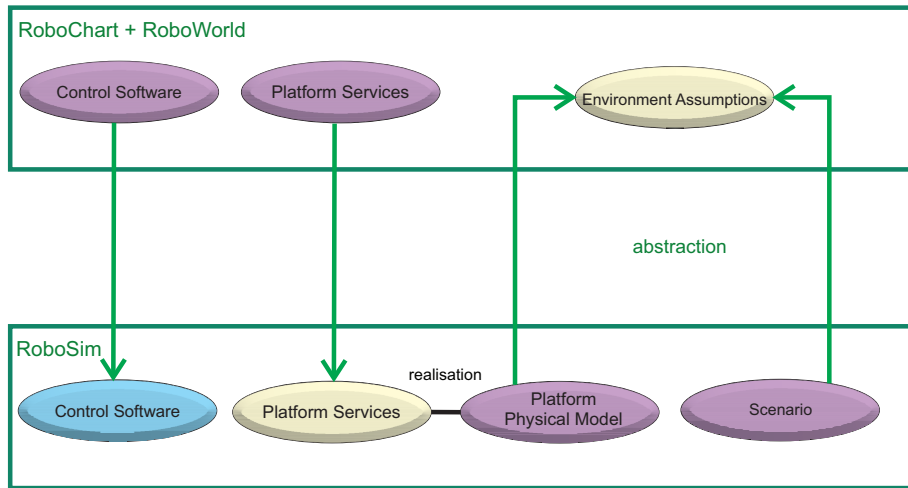 RoboChart + RoboWorld
Control Software
Platform Services
Environment Assumptions
abstraction
RoboSim
realisation
Control Software
Platform Services
Platform
Physical Model
Scenario